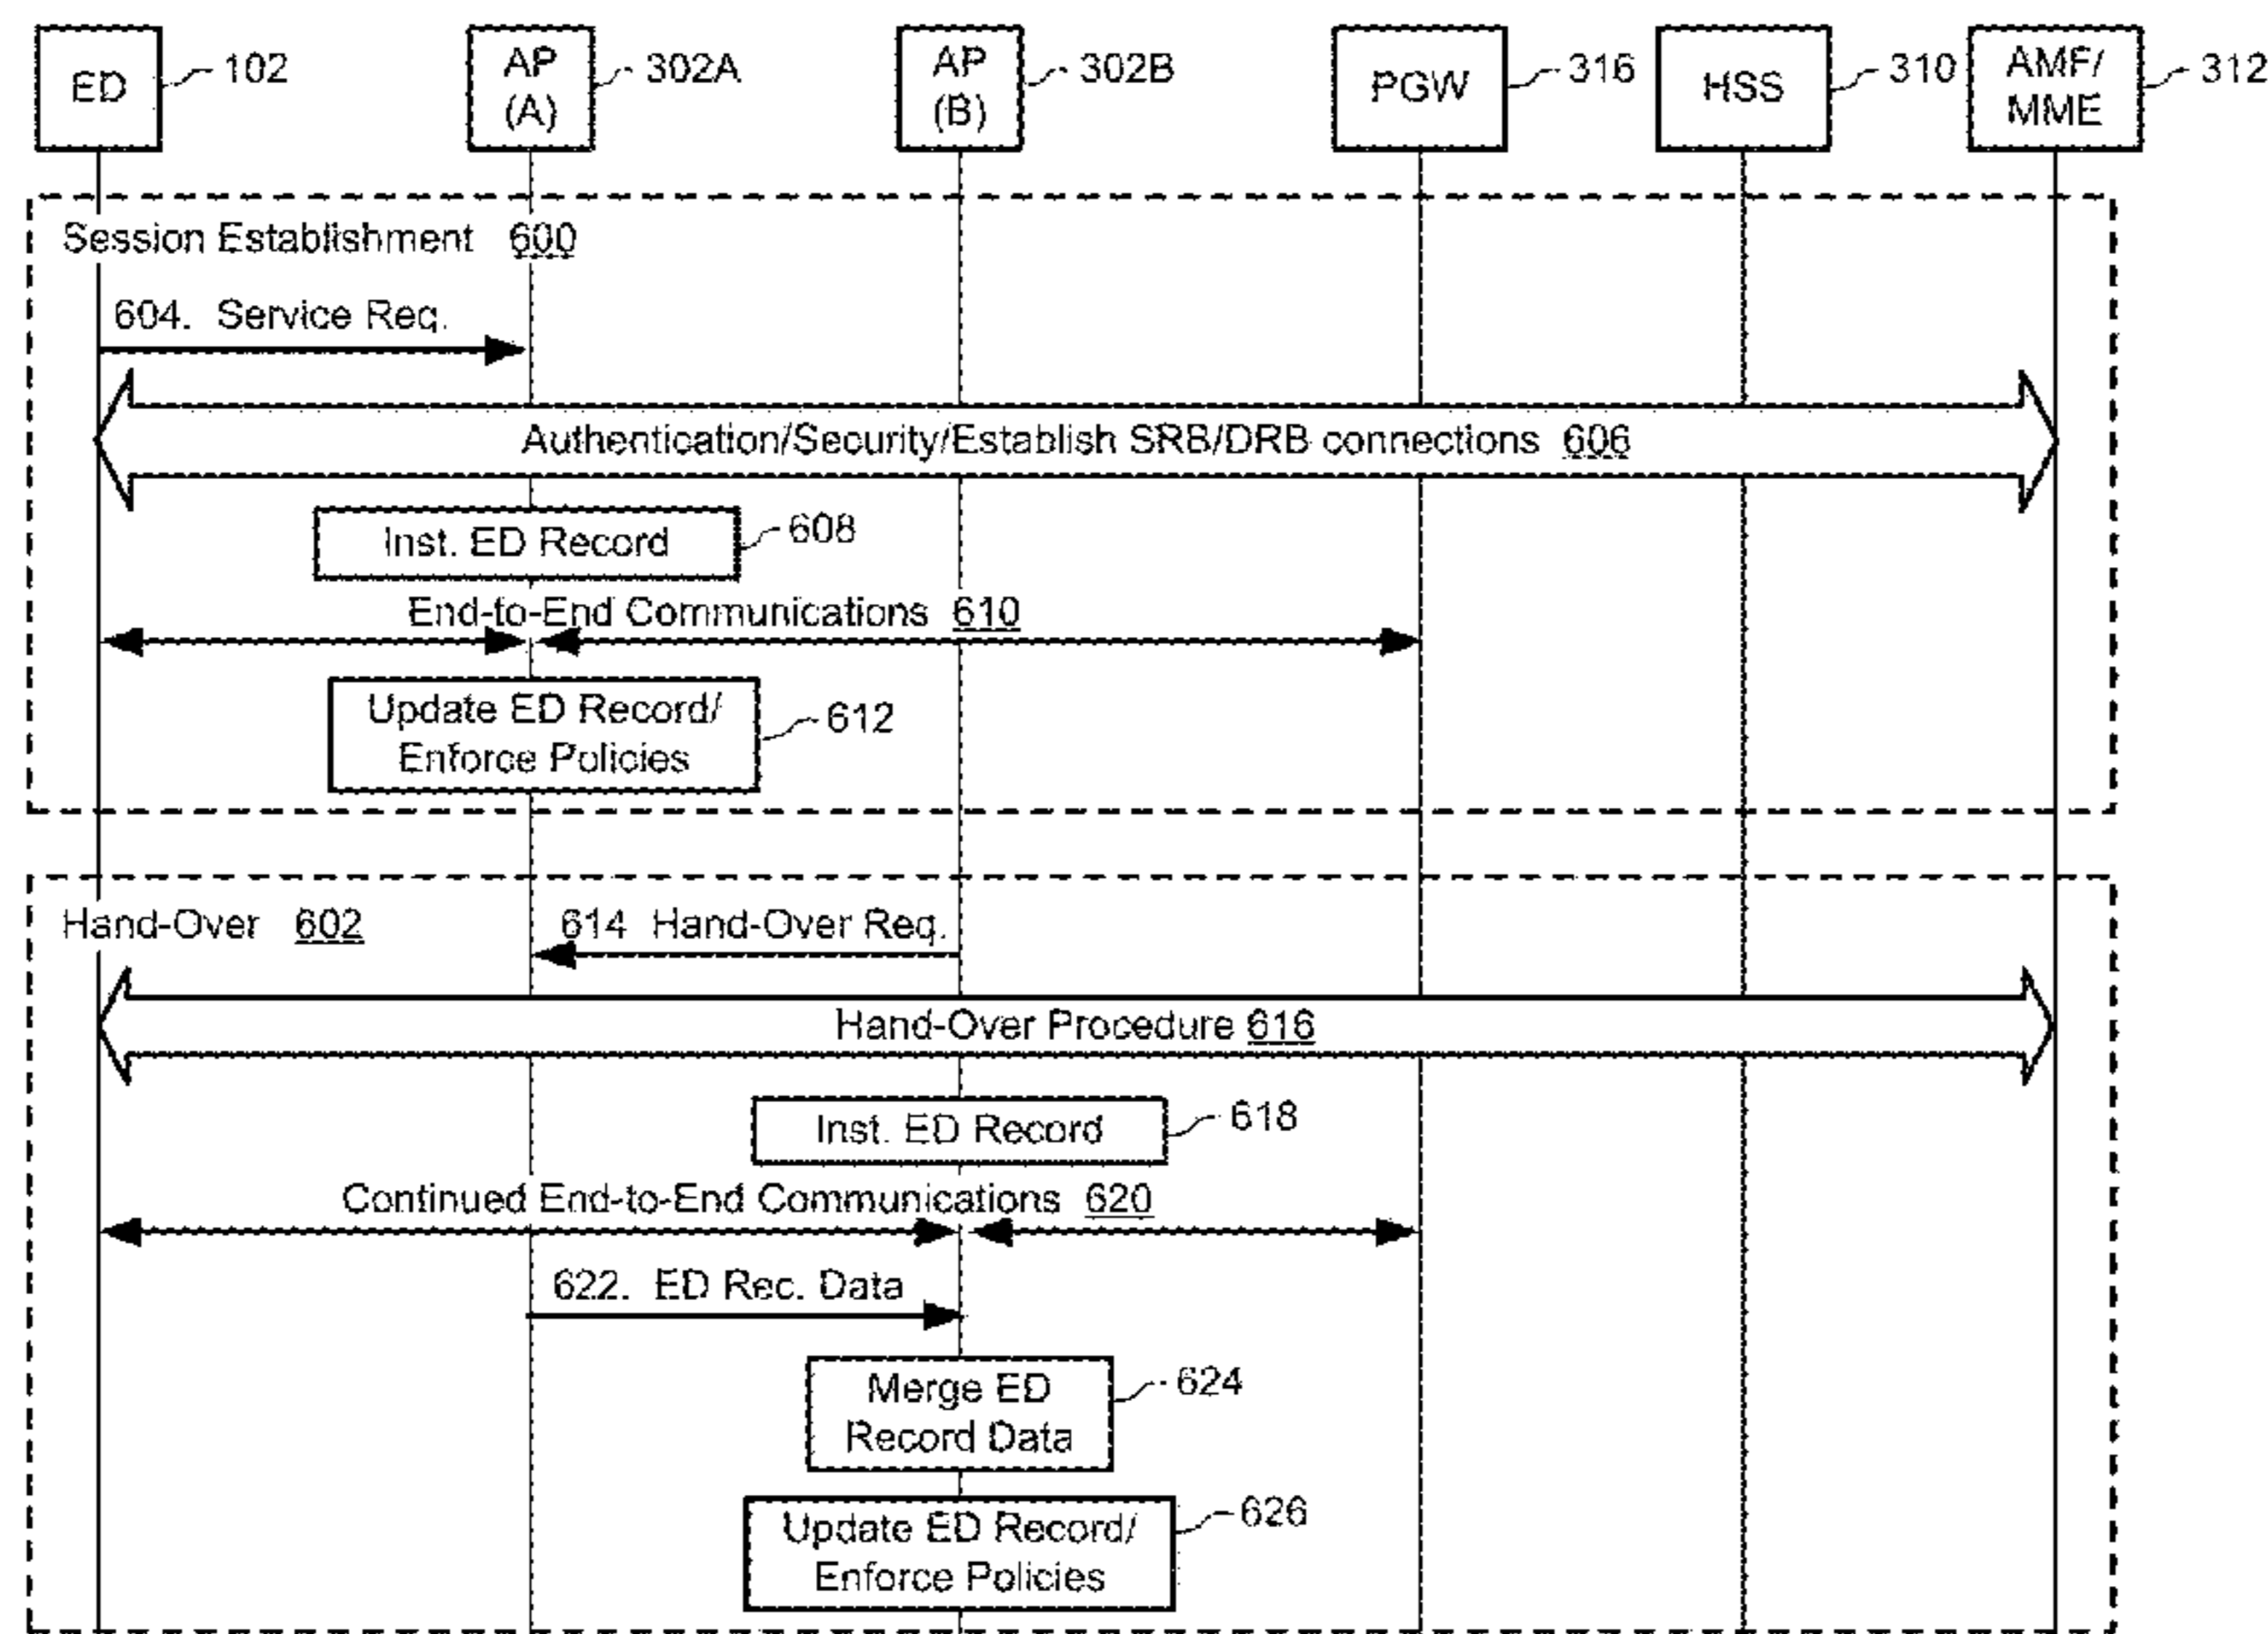 ED
102
AP
(A)
302A
AP
(B)
302B
PGW
316
HSS
310
AMF/
MME
312
Session Establishment 600
604. Service Req.
Authentication/Security/Establish SRB/DRB connections 606
Inst. ED Record
608
End-to-End Communications 610
Update ED Record/
Enforce Policies
612
Hand-Over 602
614 Hand-Over Req.
Hand-Over Procedure 616
Inst. ED Record
618
Continued End-to-End Communications 620
622. ED Rec. Data
Merge ED
Record Data
624
Update ED Record/
Enforce Policies
626